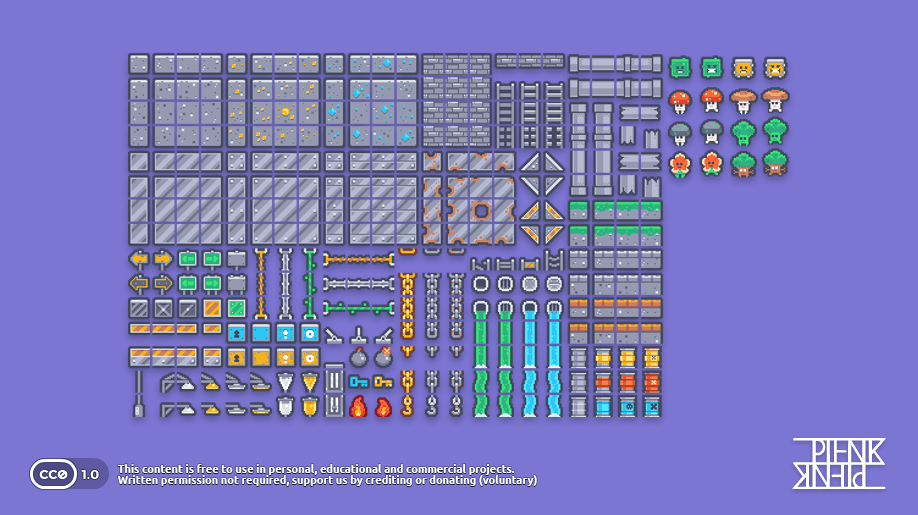 CC0 1.0
This content is free to use in personal, educational and commercial projects.
Written permission not required, support us by crediting or donating (voluntary)